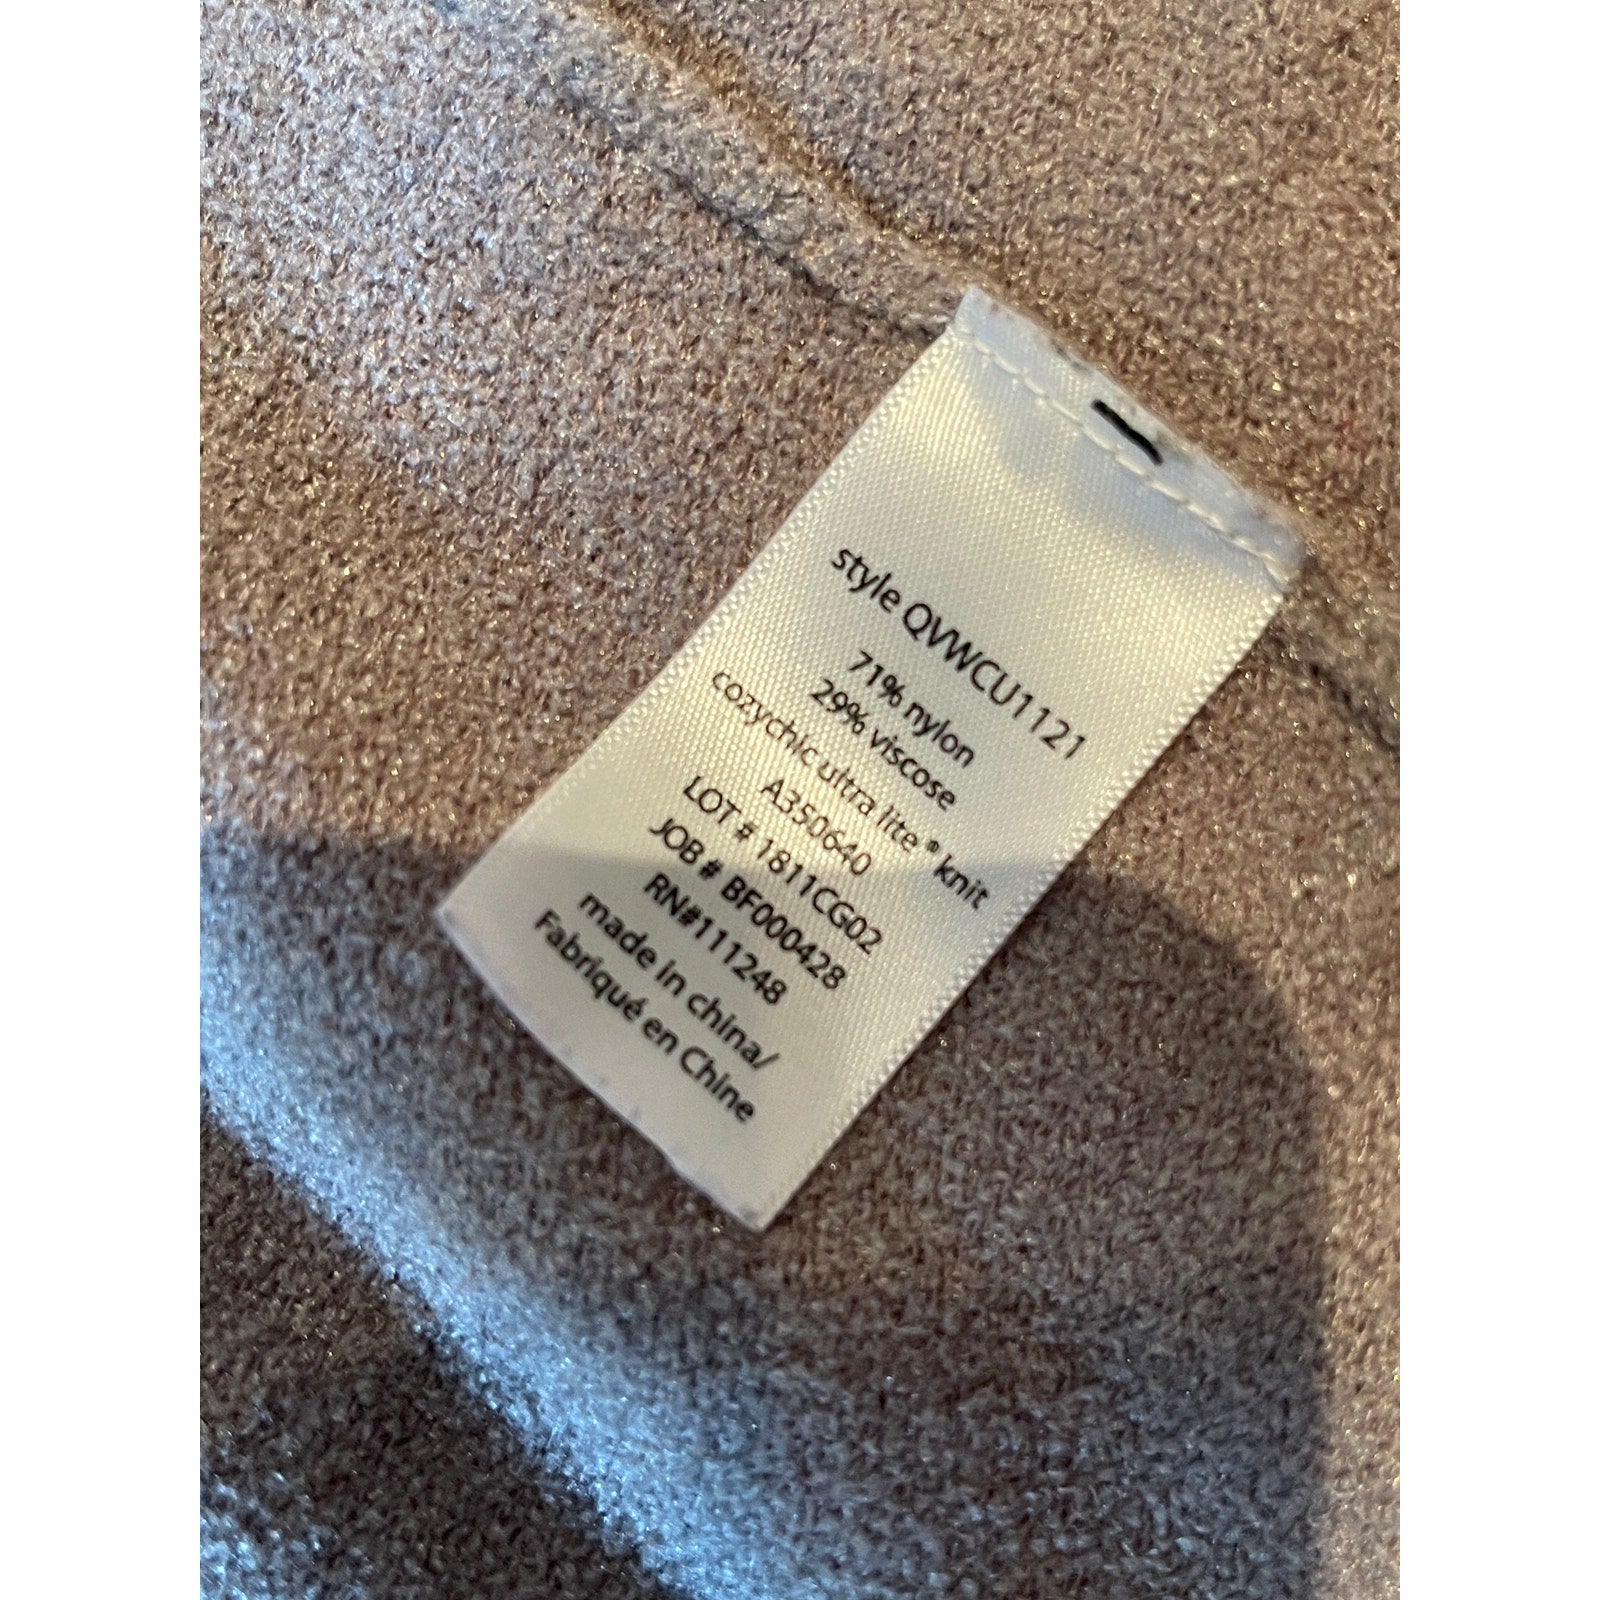 style QVWCU1121
71% nylon
29% viscose
cozychic ultra lite® knit
A350640
LOT # 1811CG02
JOB # BF000428
RN#111248
made in china/
Fabriqué en Chine